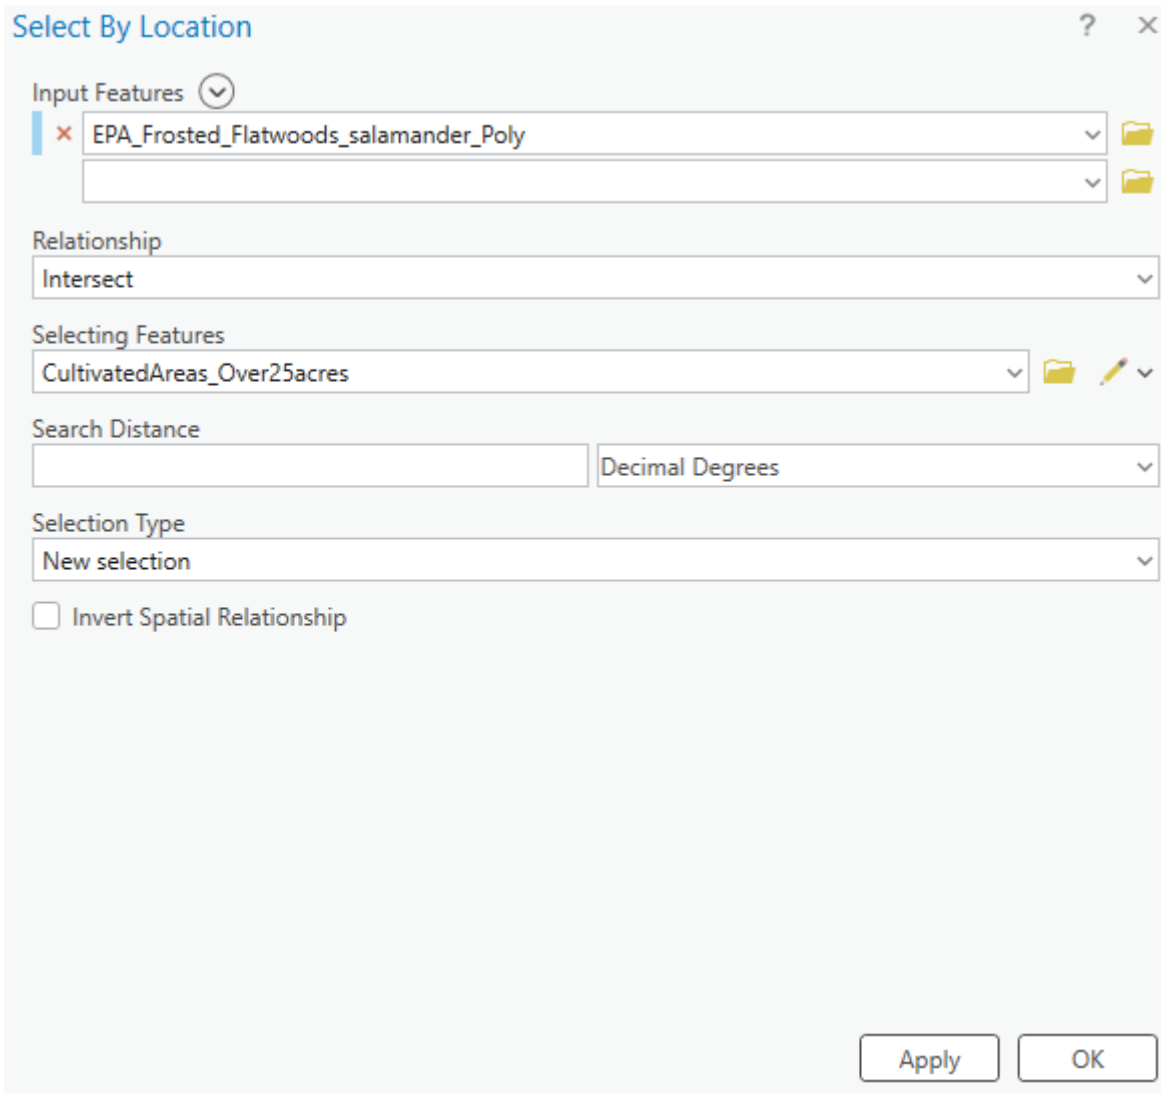 Select By Location ? ×
Input Features
EPA_Frosted_Flatwoods_salamander_Poly
Relationship
Intersect
Selecting Features
CultivatedAreas_Over25acres
Search Distance
Decimal Degrees
Selection Type
New selection
Invert Spatial Relationship
Apply OK